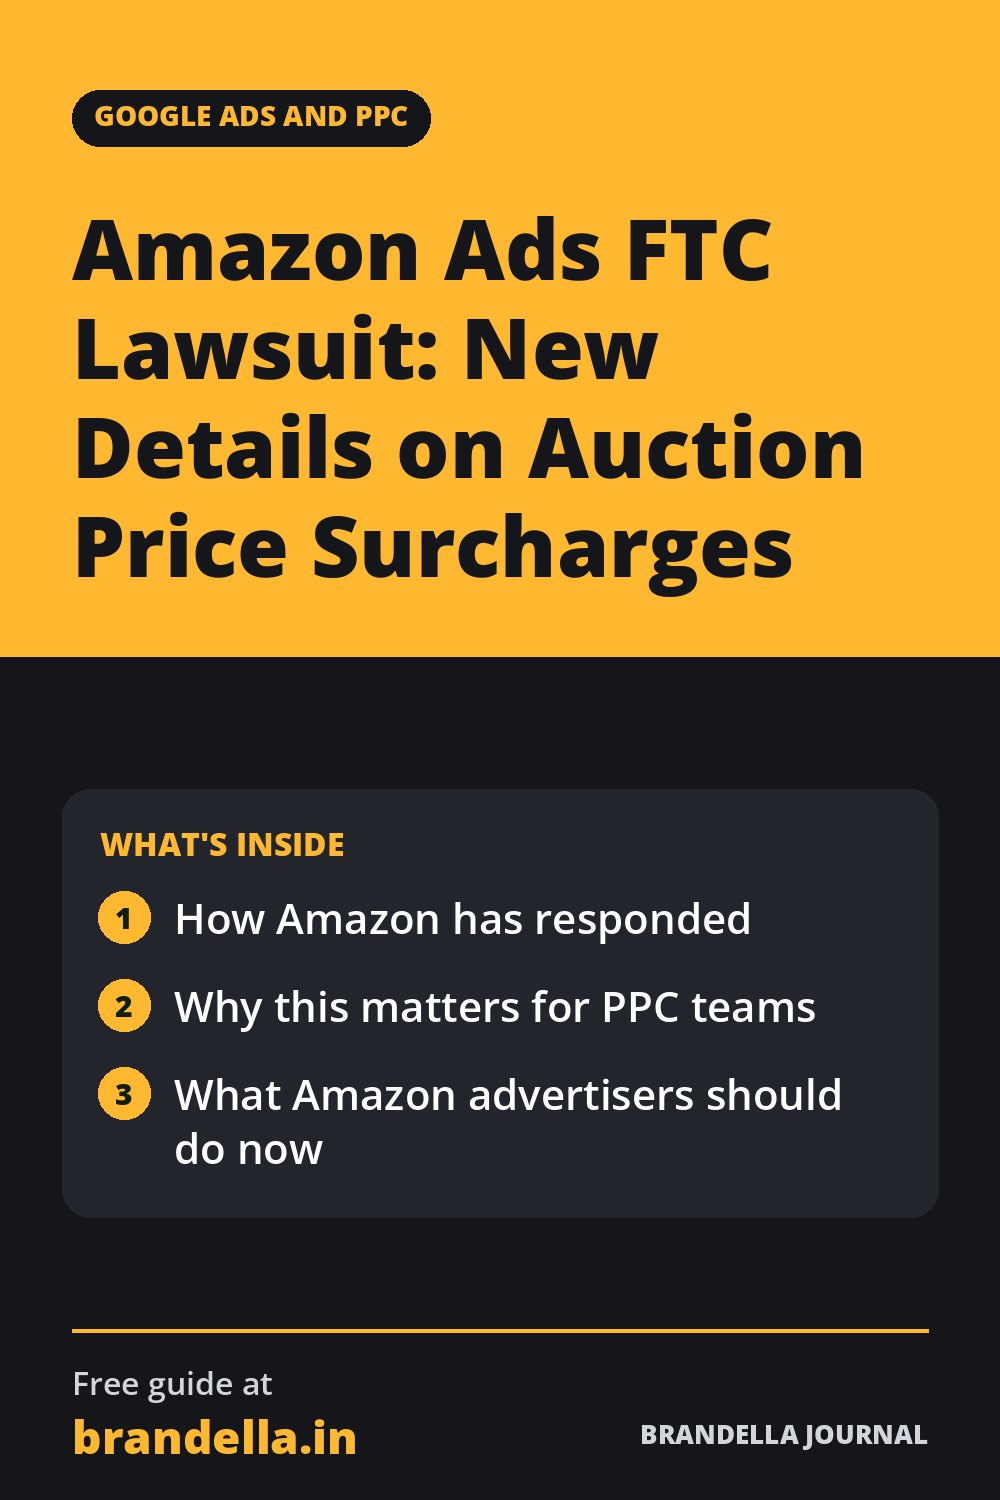 GOOGLE ADS AND PPC
Amazon Ads FTC
Lawsuit: New
Details on Auction
Price Surcharges
WHAT'S INSIDE
1 How Amazon has responded
2 Why this matters for PPC teams
3 What Amazon advertisers should
do now
Free guide at
brandella.in
BRANDELLA JOURNAL